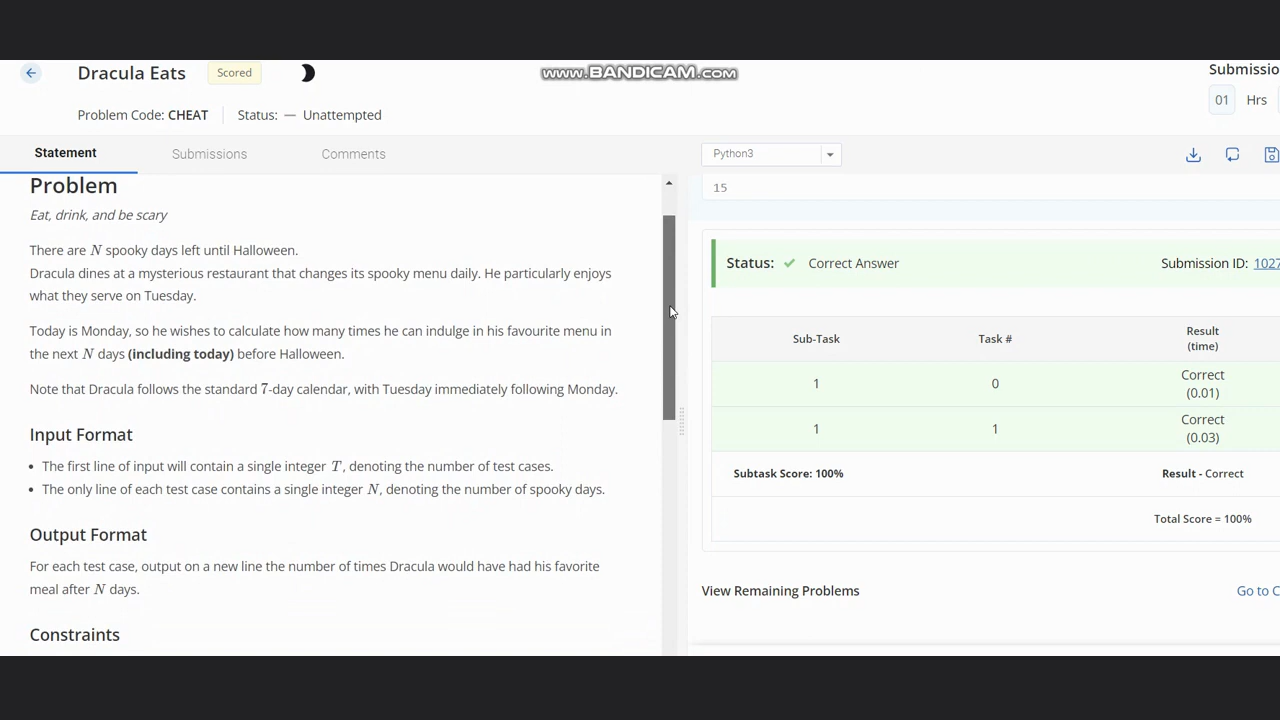 www.BANDICAM.com
Dracula Eats
Scored
Submissio
Problem Code: CHEAT
Status: — Unattempted
01 Hrs
Statement
Submissions
Comments
Python3
Problem
Eat, drink, and be scary
There are N spooky days left until Halloween.
Dracula dines at a mysterious restaurant that changes its spooky menu daily. He particularly enjoys
what they serve on Tuesday.
Today is Monday, so he wishes to calculate how many times he can indulge in his favourite menu in
the next N days (including today) before Halloween.
Note that Dracula follows the standard 7-day calendar, with Tuesday immediately following Monday.
Input Format
• The first line of input will contain a single integer T, denoting the number of test cases.
• The only line of each test case contains a single integer N, denoting the number of spooky days.
Output Format
For each test case, output on a new line the number of times Dracula would have had his favorite
meal after N days.
Constraints
15
Status: Correct Answer
Submission ID: 1027
Sub-Task Task # Result
(time)
1 0 Correct
(0.01)
1 1 Correct
(0.03)
Subtask Score: 100% Result - Correct
Total Score = 100%
View Remaining Problems
Go to C